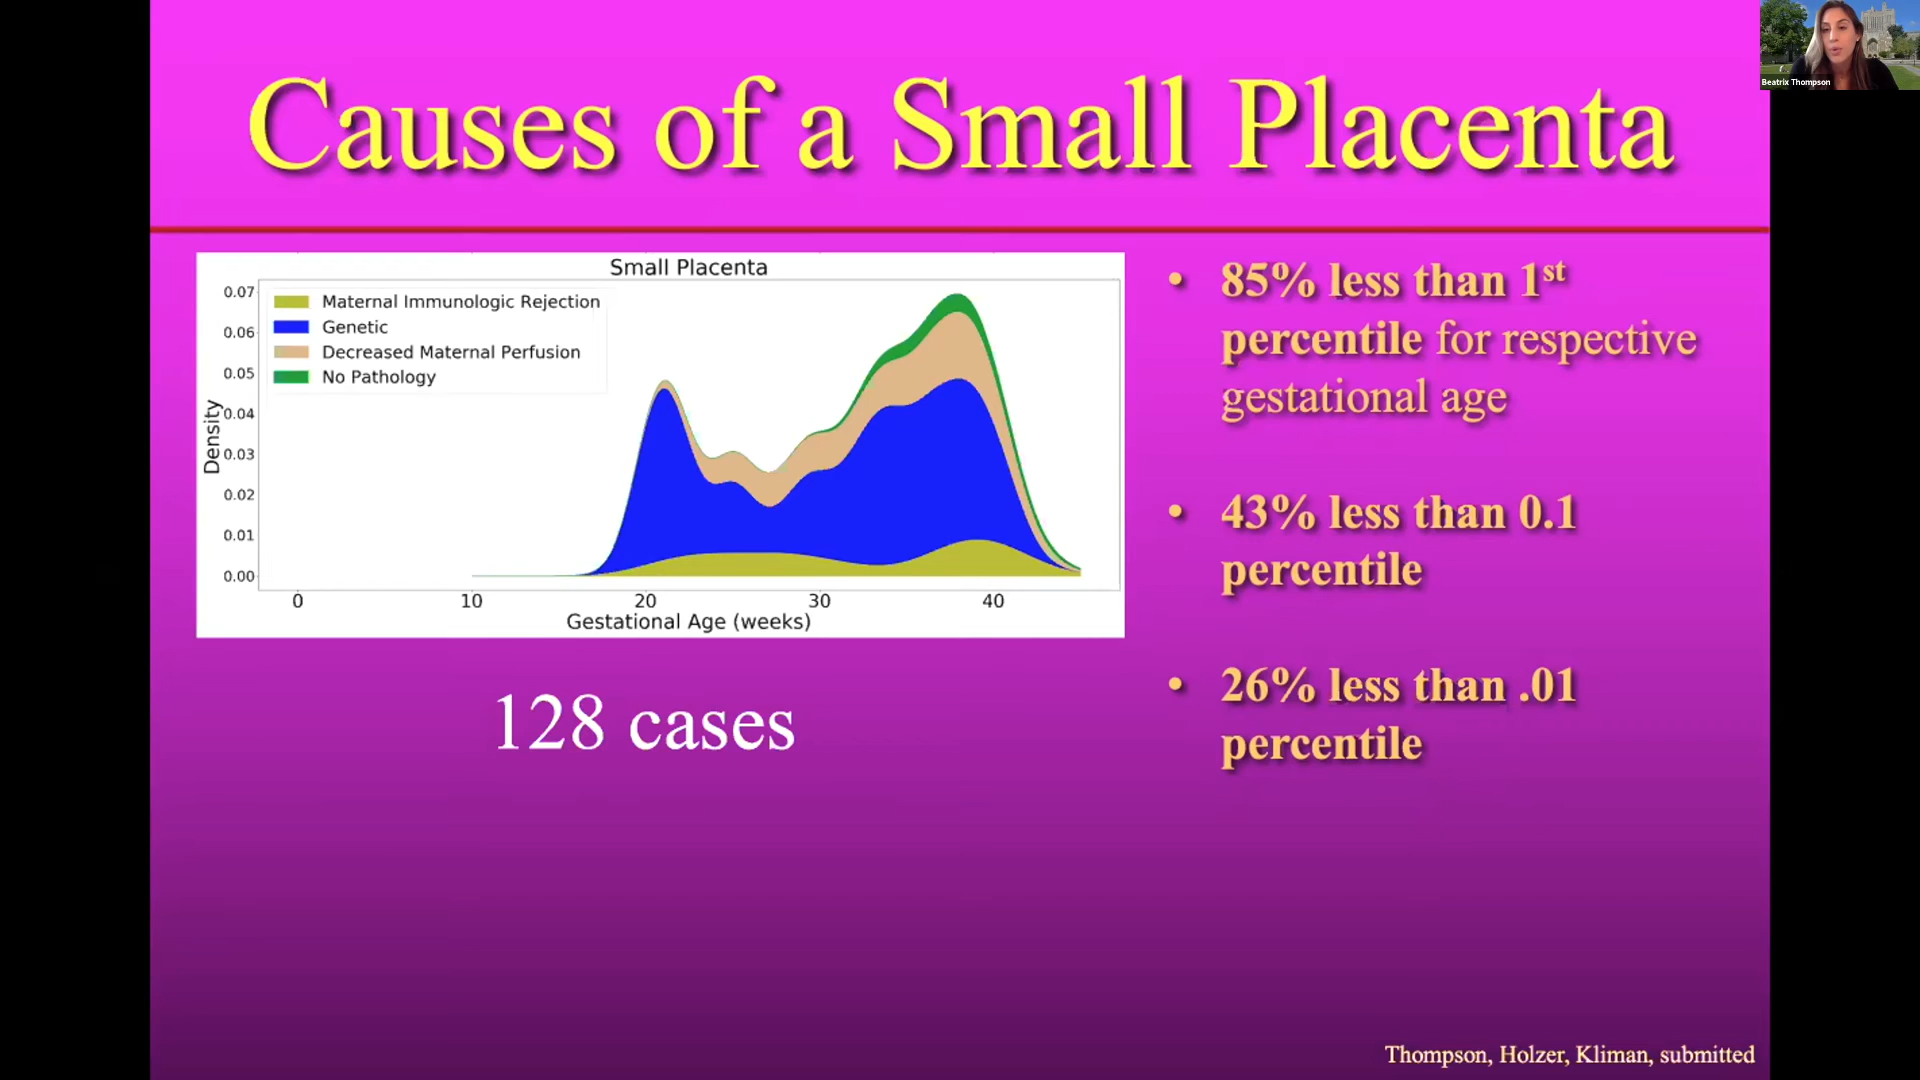 Causes of a Small Placenta
Beatrix Thompson
Small Placenta
Maternal Immunologic Rejection
Genetic
Decreased Maternal Perfusion
No Pathology
Density
0.07
0.06
0.05
0.04
0.03
0.02
0.01
0.00
0 10 20 30 40
Gestational Age (weeks)
128 cases
• 85% less than 1st
percentile for respective
gestational age
• 43% less than 0.1
percentile
• 26% less than .01
percentile
Thompson, Holzer, Kliman, submitted